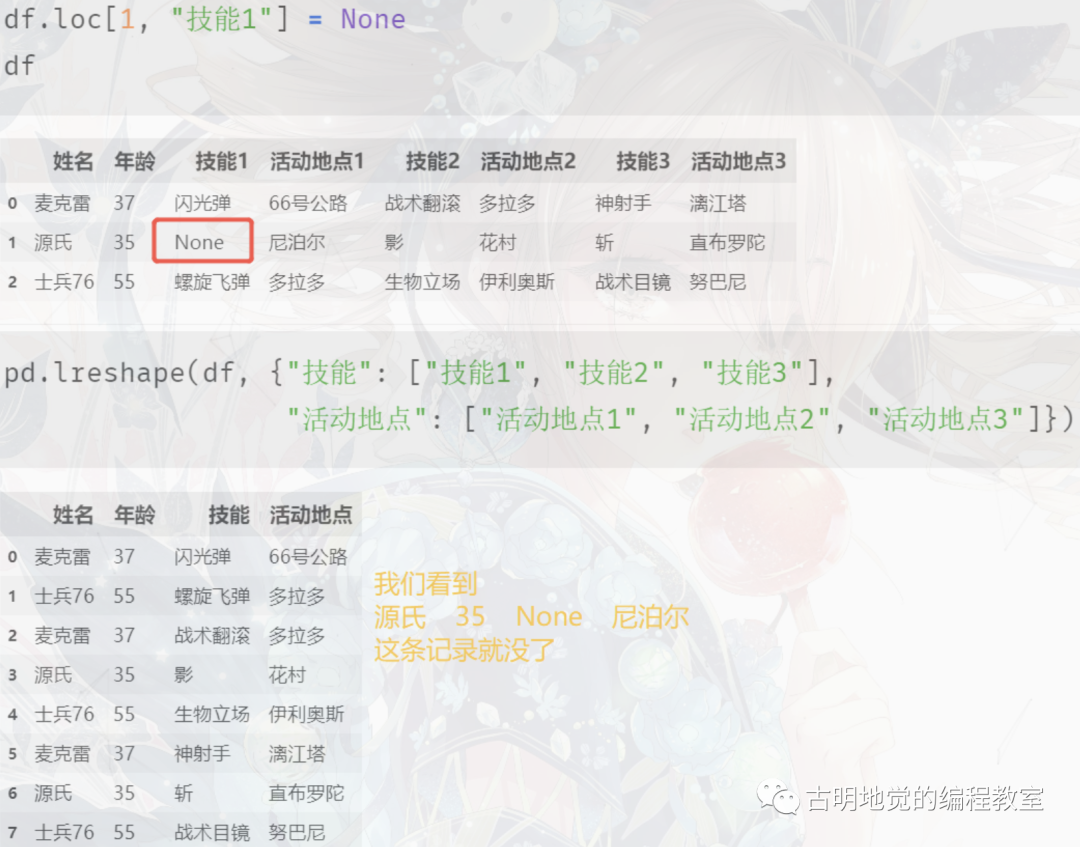 df.loc[1, "技能1"] = None
df
姓名 年龄 技能1 活动地点1 技能2 活动地点2 技能3 活动地点3
0 麦克雷 37 闪光弹 66号公路 战术翻滚 多拉多 神射手 漓江塔
1 源氏 35 None 尼泊尔 影 花村 斩 直布罗陀
2 士兵76 55 螺旋飞弹 多拉多 生物立场 伊利奥斯 战术目镜 努巴尼
pd.lreshape(df, {"技能": ["技能1", "技能2", "技能3"],
"活动地点": ["活动地点1", "活动地点2", "活动地点3"]})
姓名 年龄 技能 活动地点
0 麦克雷 37 闪光弹 66号公路
1 士兵76 55 螺旋飞弹 多拉多
2 麦克雷 37 战术翻滚 多拉多
3 源氏 35 影 花村
4 士兵76 55 生物立场 伊利奥斯
5 麦克雷 37 神射手 漓江塔
6 源氏 35 斩 直布罗陀
7 士兵76 55 战术目镜 努巴尼
我们看到
源氏 35 None 尼泊尔
这条记录就没了
古明地觉的编程教室